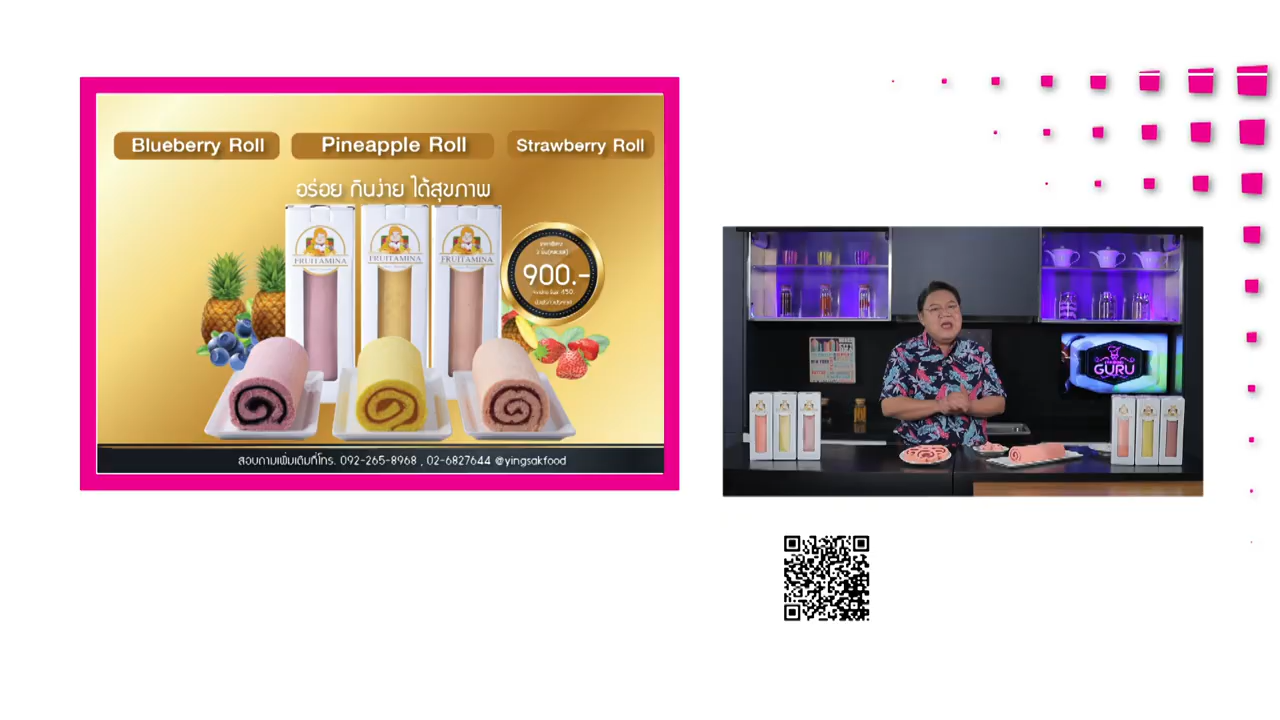 Blueberry Roll
Pineapple Roll
Strawberry Roll
อร่อย กินง่าย ได้สุขภาพ
FRUITAMINA
FRUITAMINA
FRUITAMINA
900.-
สอบถามเพิ่มเติมที่โทร. 092-265-8968 , 02-6827644 @yingsakfood
GURU